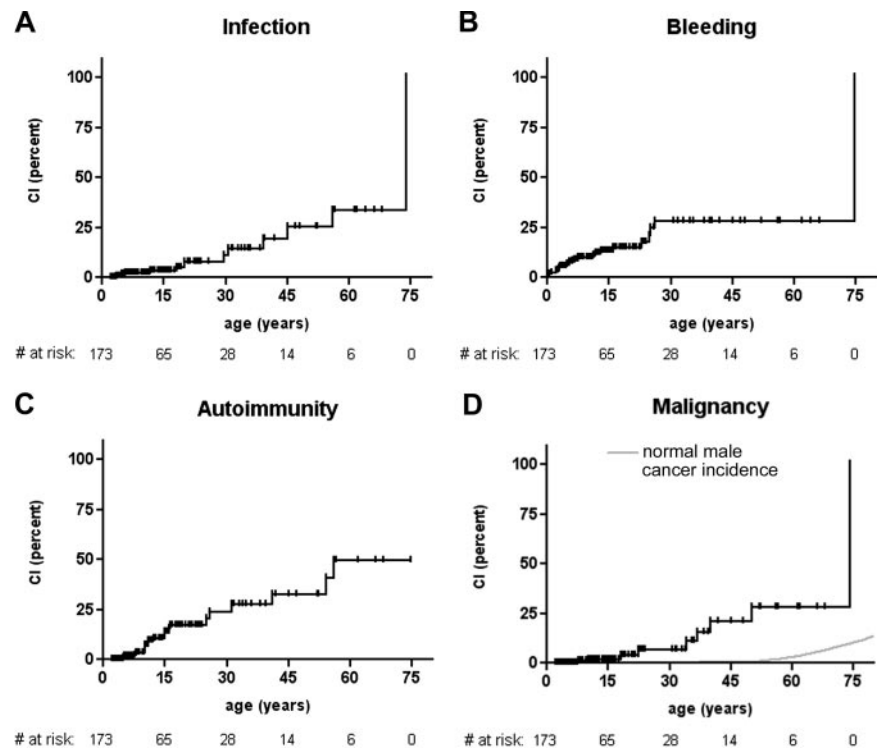 A
Infection
CI (percent)
100
75
50
25
0
0 15 30 45 60 75
age (years)
# at risk: 173 65 28 14 6 0
B
Bleeding
CI (percent)
100
75
50
25
0
0 15 30 45 60 75
age (years)
# at risk: 173 65 28 14 6 0
C
Autoimmunity
CI (percent)
100
75
50
25
0
0 15 30 45 60 75
age (years)
# at risk: 173 65 28 14 6 0
D
Malignancy
normal male
cancer incidence
CI (percent)
100
75
50
25
0
0 15 30 45 60 75
age (years)
# at risk: 173 65 28 14 6 0